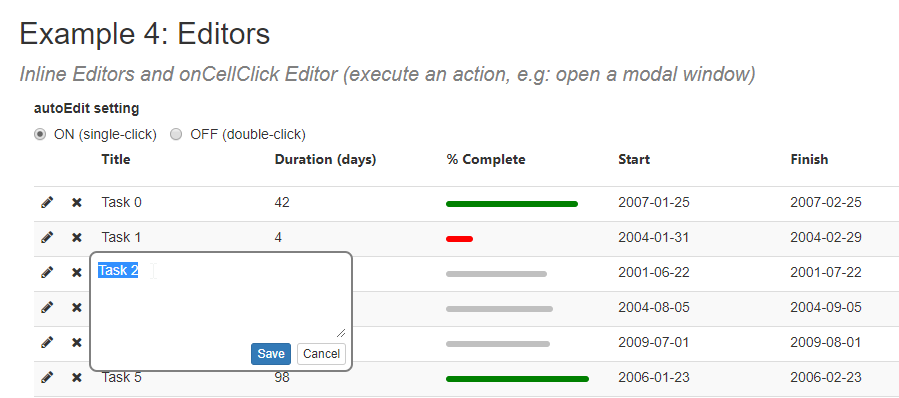 Example 4: Editors
Inline Editors and onCellClick Editor (execute an action, e.g: open a modal window)
autoEdit setting
ON (single-click) OFF (double-click)
Title Duration (days) % Complete Start Finish
Task 0 42 2007-01-25 2007-02-25
Task 1 4 2004-01-31 2004-02-29
Task 2 2001-06-22 2001-07-22
2004-08-05 2004-09-05
Save Cancel 2009-07-01 2009-08-01
Task 5 98 2006-01-23 2006-02-23